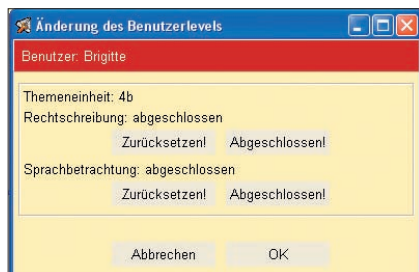 Änderung des Benutzerlevels
Benutzer: Brigitte
Themeneinheit: 4b
Rechtschreibung: abgeschlossen
Zurücksetzen! Abgeschlossen!
Sprachbetrachtung: abgeschlossen
Zurücksetzen! Abgeschlossen!
Abbrechen OK